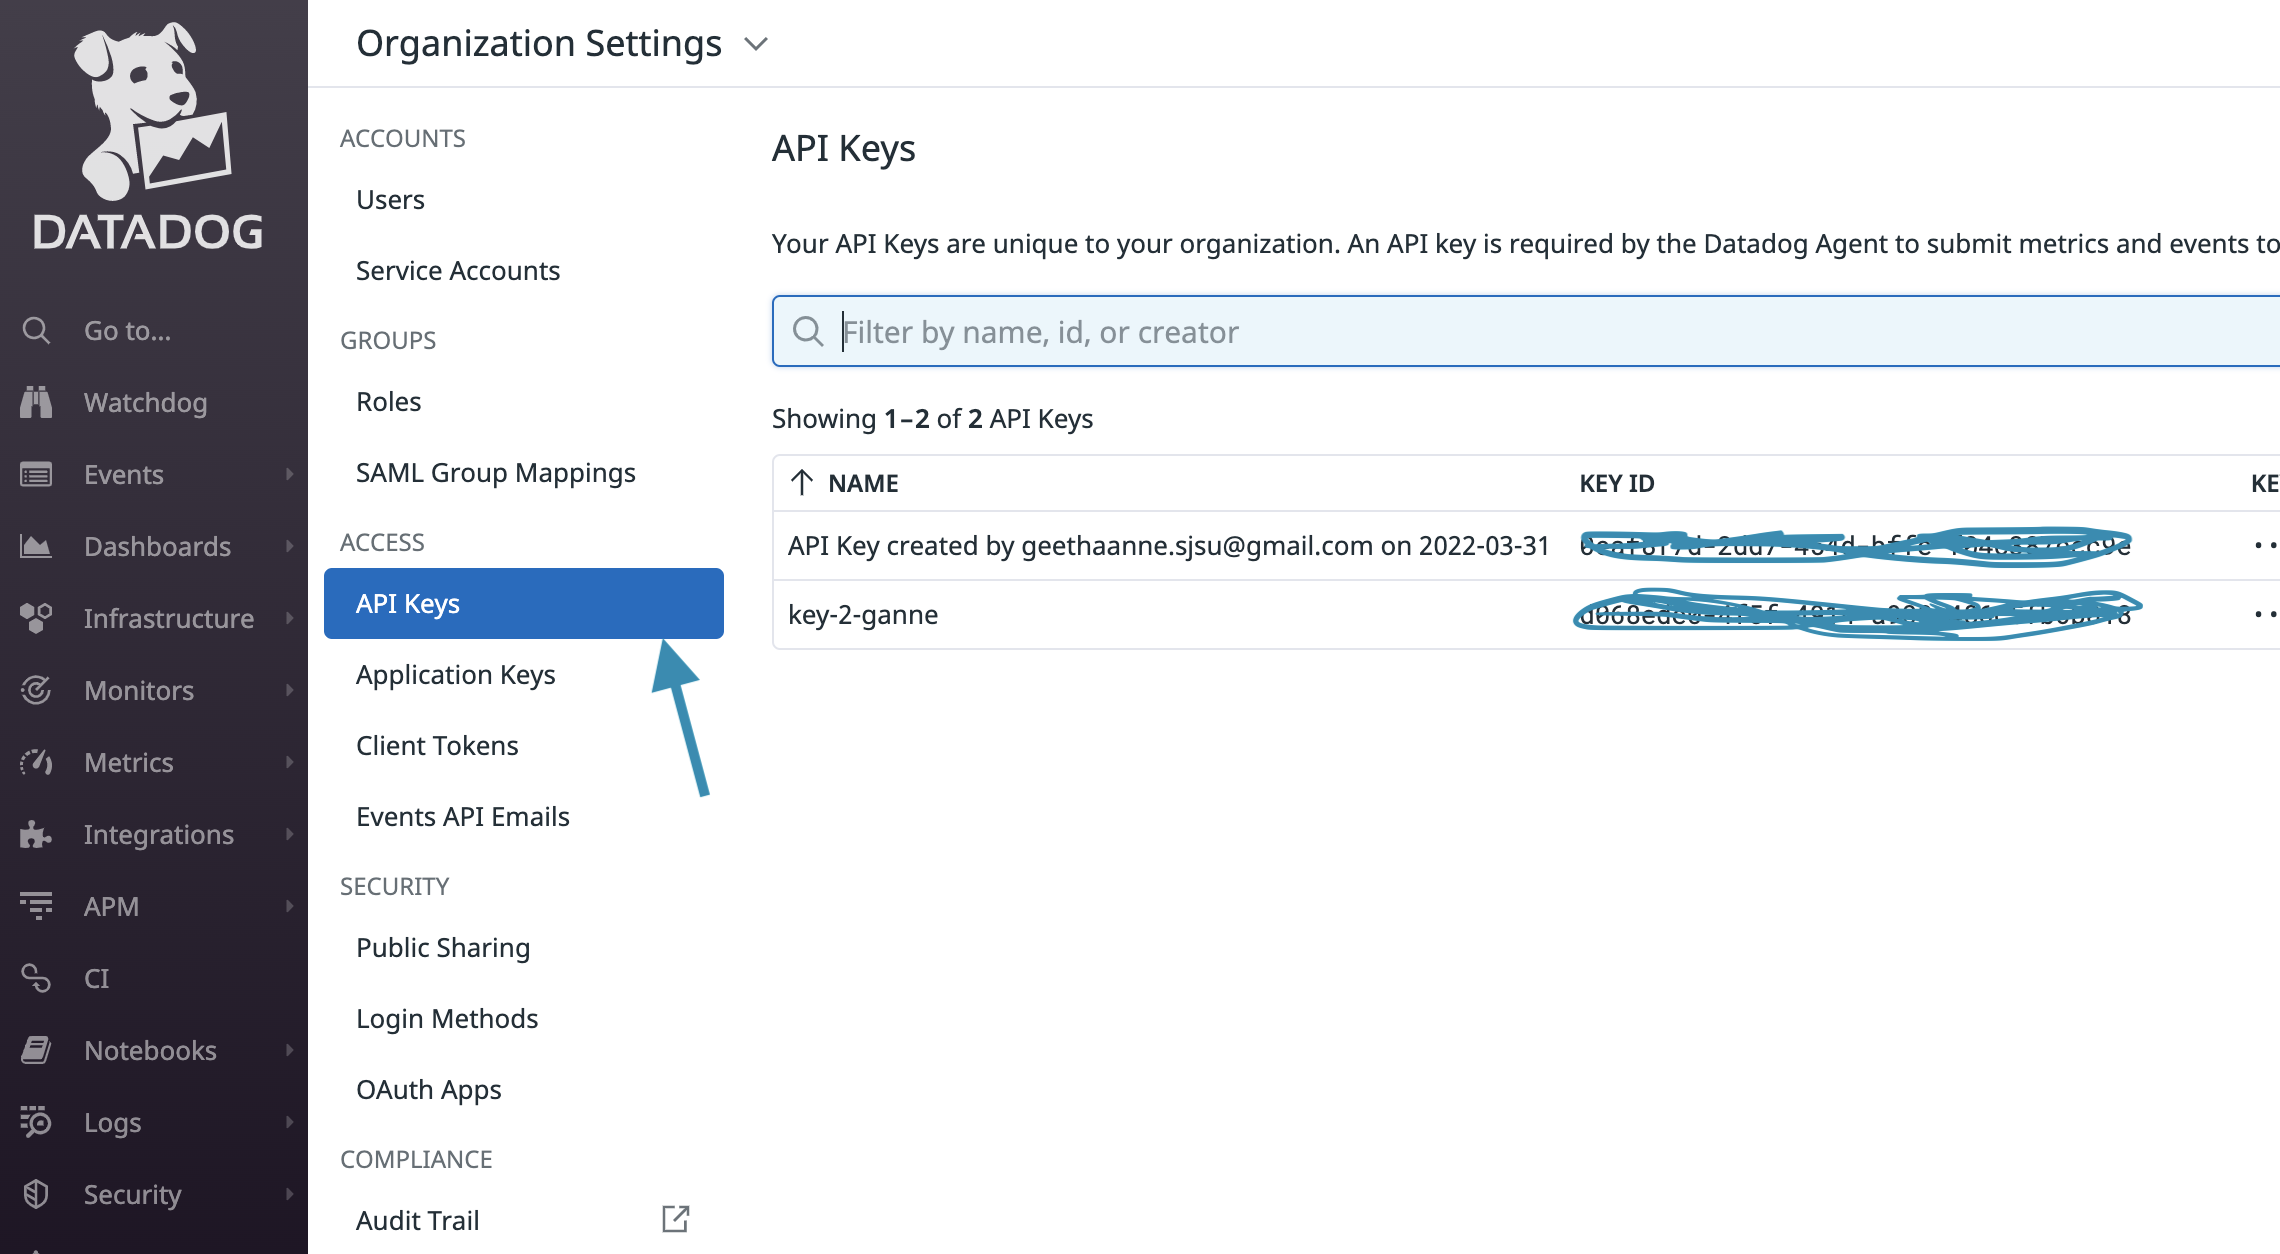 DATADOG
Go to...
Watchdog
Events
Dashboards
Infrastructure
Monitors
Metrics
Integrations
APM
CI
Notebooks
Logs
Security
Organization Settings
ACCOUNTS
Users
Service Accounts
GROUPS
Roles
SAML Group Mappings
ACCESS
API Keys
Application Keys
Client Tokens
Events API Emails
SECURITY
Public Sharing
Login Methods
OAuth Apps
COMPLIANCE
Audit Trail
API Keys
Your API Keys are unique to your organization. An API key is required by the Datadog Agent to submit metrics and events to
Filter by name, id, or creator
Showing 1–2 of 2 API Keys
NAME KEY ID KE
API Key created by geethaanne.sjsu@gmail.com on 2022-03-31
key-2-ganne